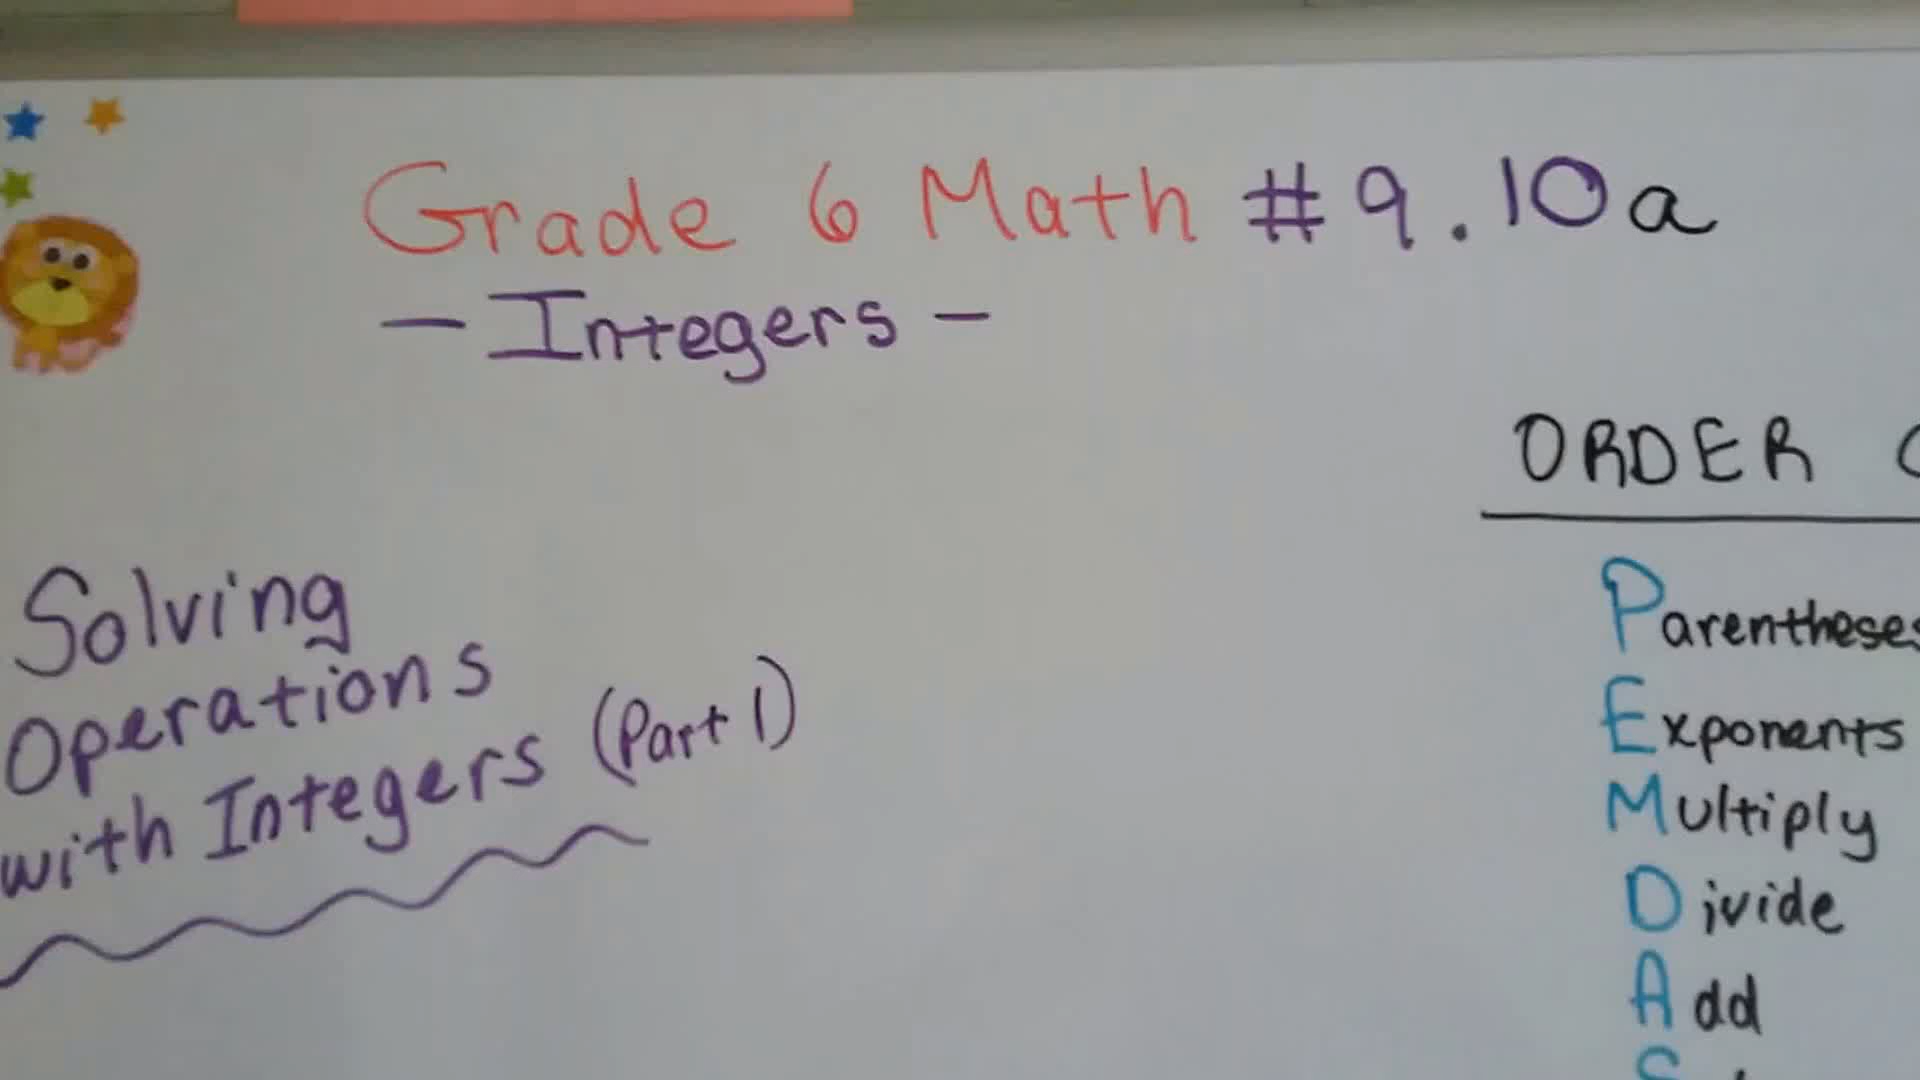 Grade 6 Math #9.10a
- Integers -
Solving
Operations
with Integers (Part 1)
ORDER
Parentheses
Exponents
Multiply
Divide
Add